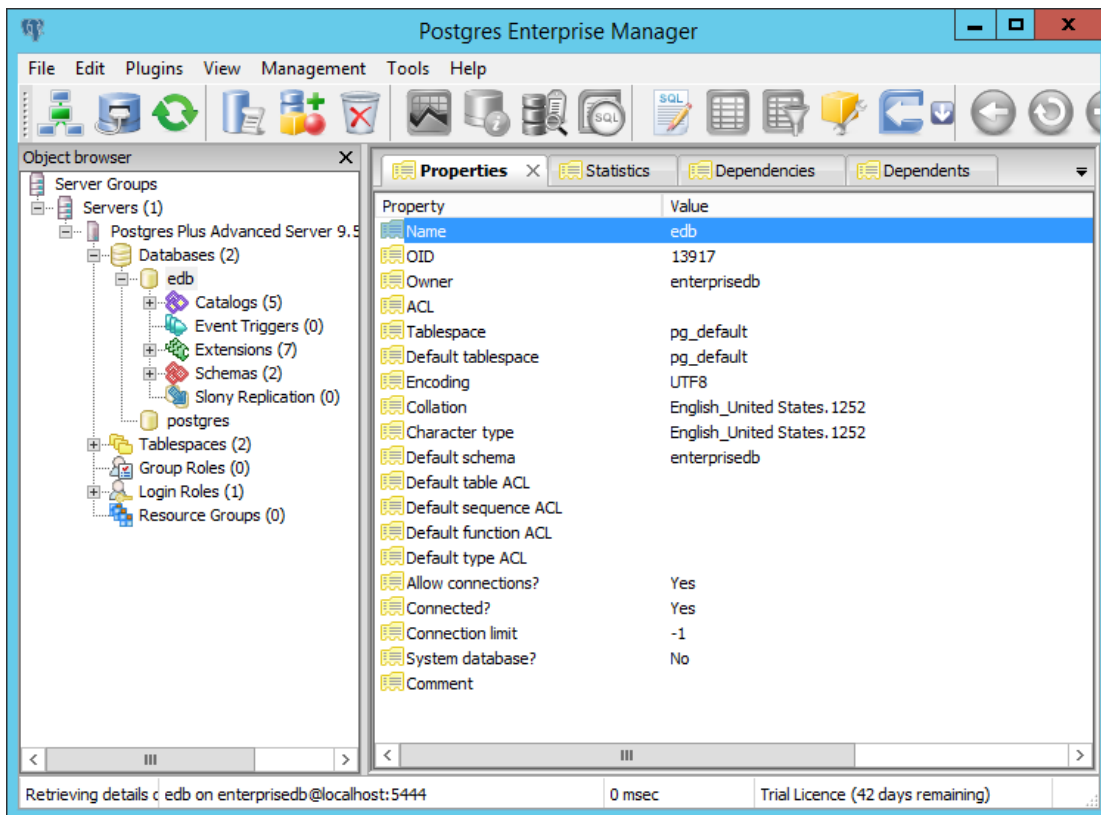 Postgres Enterprise Manager
File Edit Plugins View Management Tools Help
SQL
SQL
Object browser
Server Groups
Servers (1)
Postgres Plus Advanced Server 9.5
Databases (2)
edb
Catalogs (5)
Event Triggers (0)
Extensions (7)
Schemas (2)
Slony Replication (0)
postgres
Tablespaces (2)
Group Roles (0)
Login Roles (1)
Resource Groups (0)
Properties Statistics Dependencies Dependents
Property Value
Name edb
OID 13917
Owner enterprisedb
ACL
Tablespace pg_default
Default tablespace pg_default
Encoding UTF8
Collation English_United States.1252
Character type English_United States.1252
Default schema enterprisedb
Default table ACL
Default sequence ACL
Default function ACL
Default type ACL
Allow connections? Yes
Connected? Yes
Connection limit -1
System database? No
Comment
Retrieving details edb on enterprisedb@localhost:5444 0 msec Trial Licence (42 days remaining)